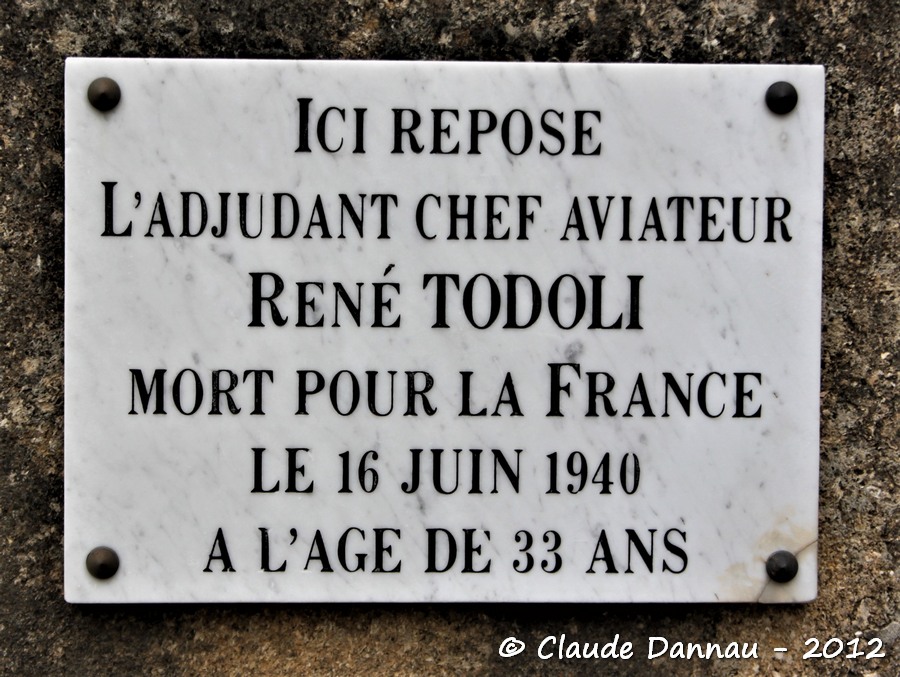 ICI REPOSE
L'ADJUDANT CHEF AVIATEUR
RENÉ TODOLI
MORT POUR LA FRANCE
LE 16 JUIN 1940
A L'AGE DE 33 ANS
© Claude Dannau - 2012